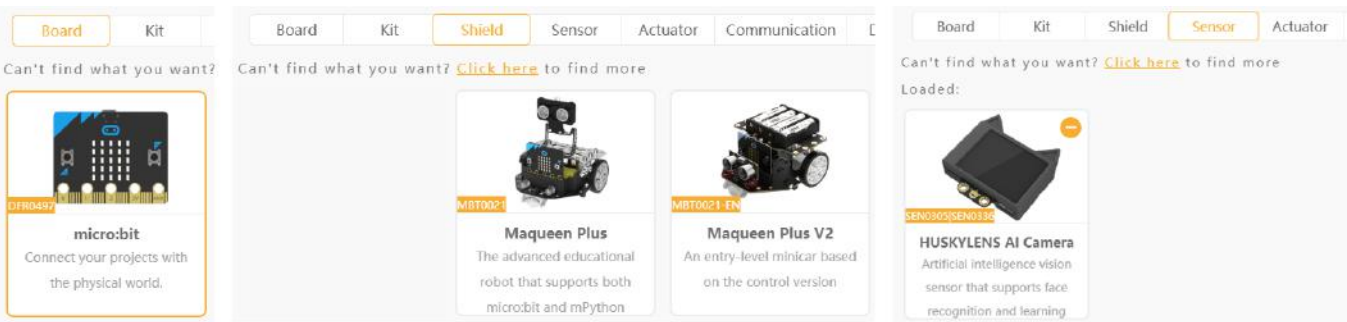 Board Kit
Can't find what you want?
DFR0497
micro:bit
Connect your projects with
the physical world.
Board Kit Shield Sensor Actuator Communication
Can't find what you want? Click here to find more
MBT0021
Maqueen Plus
The advanced educational
robot that supports both
micro:bit and mPython
MBT0021-EN
Maqueen Plus V2
An entry-level minicar based
on the control version
Board Kit Shield Sensor Actuator
Can't find what you want? Click here to find more
Loaded:
SEN0305|SEN0336
HUSKYLENS AI Camera
Artificial intelligence vision
sensor that supports face
recognition and learning